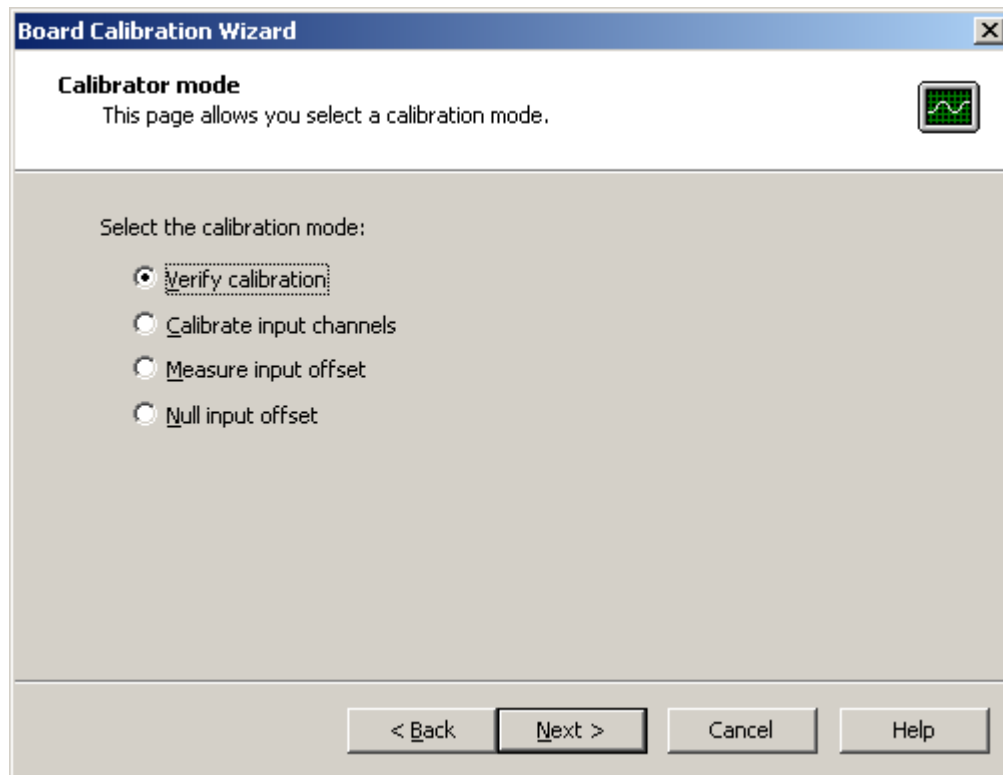 Board Calibration Wizard
Calibrator mode
This page allows you select a calibration mode.
Select the calibration mode:
Verify calibration
Calibrate input channels
Measure input offset
Null input offset
< Back Next > Cancel Help